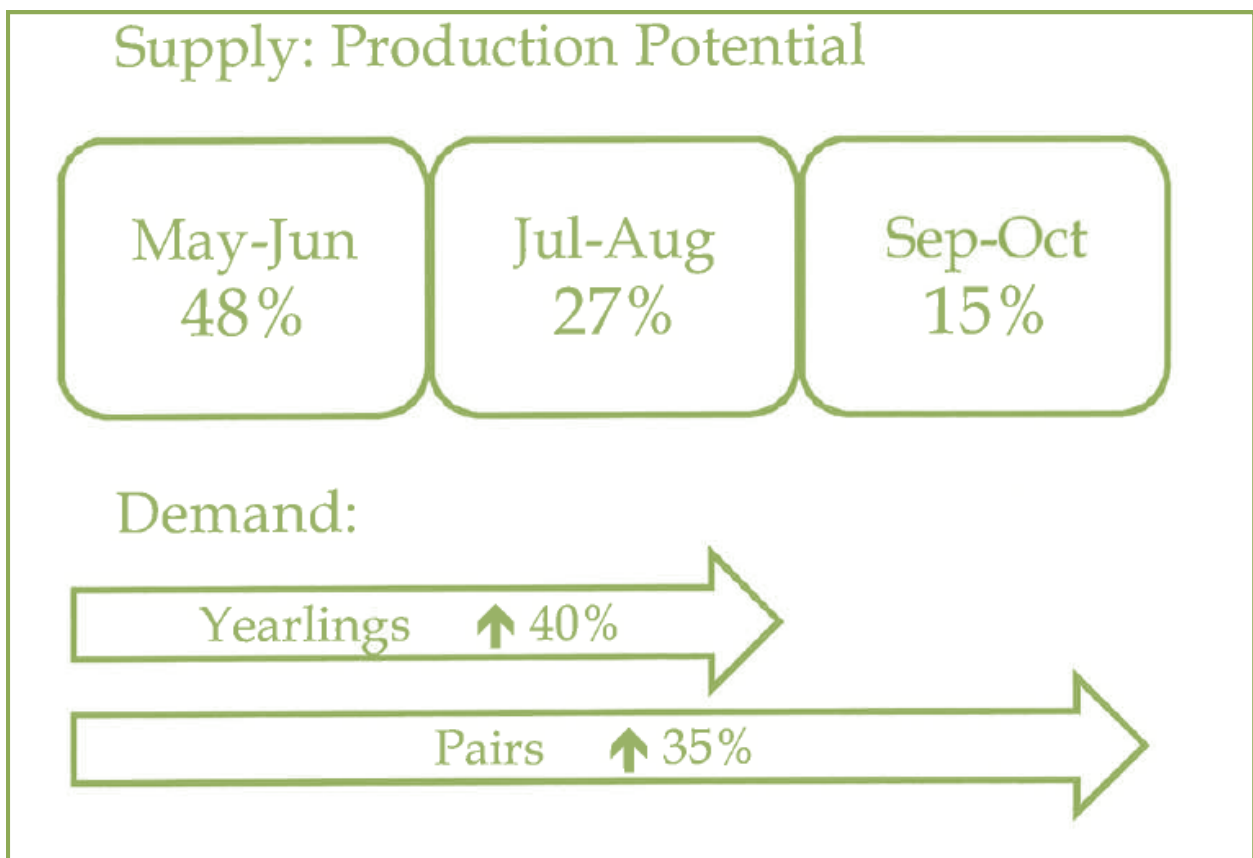 Supply: Production Potential
May-Jun
48%
Jul-Aug
27%
Sep-Oct
15%
Demand:
Yearlings ↑ 40%
Pairs ↑ 35%